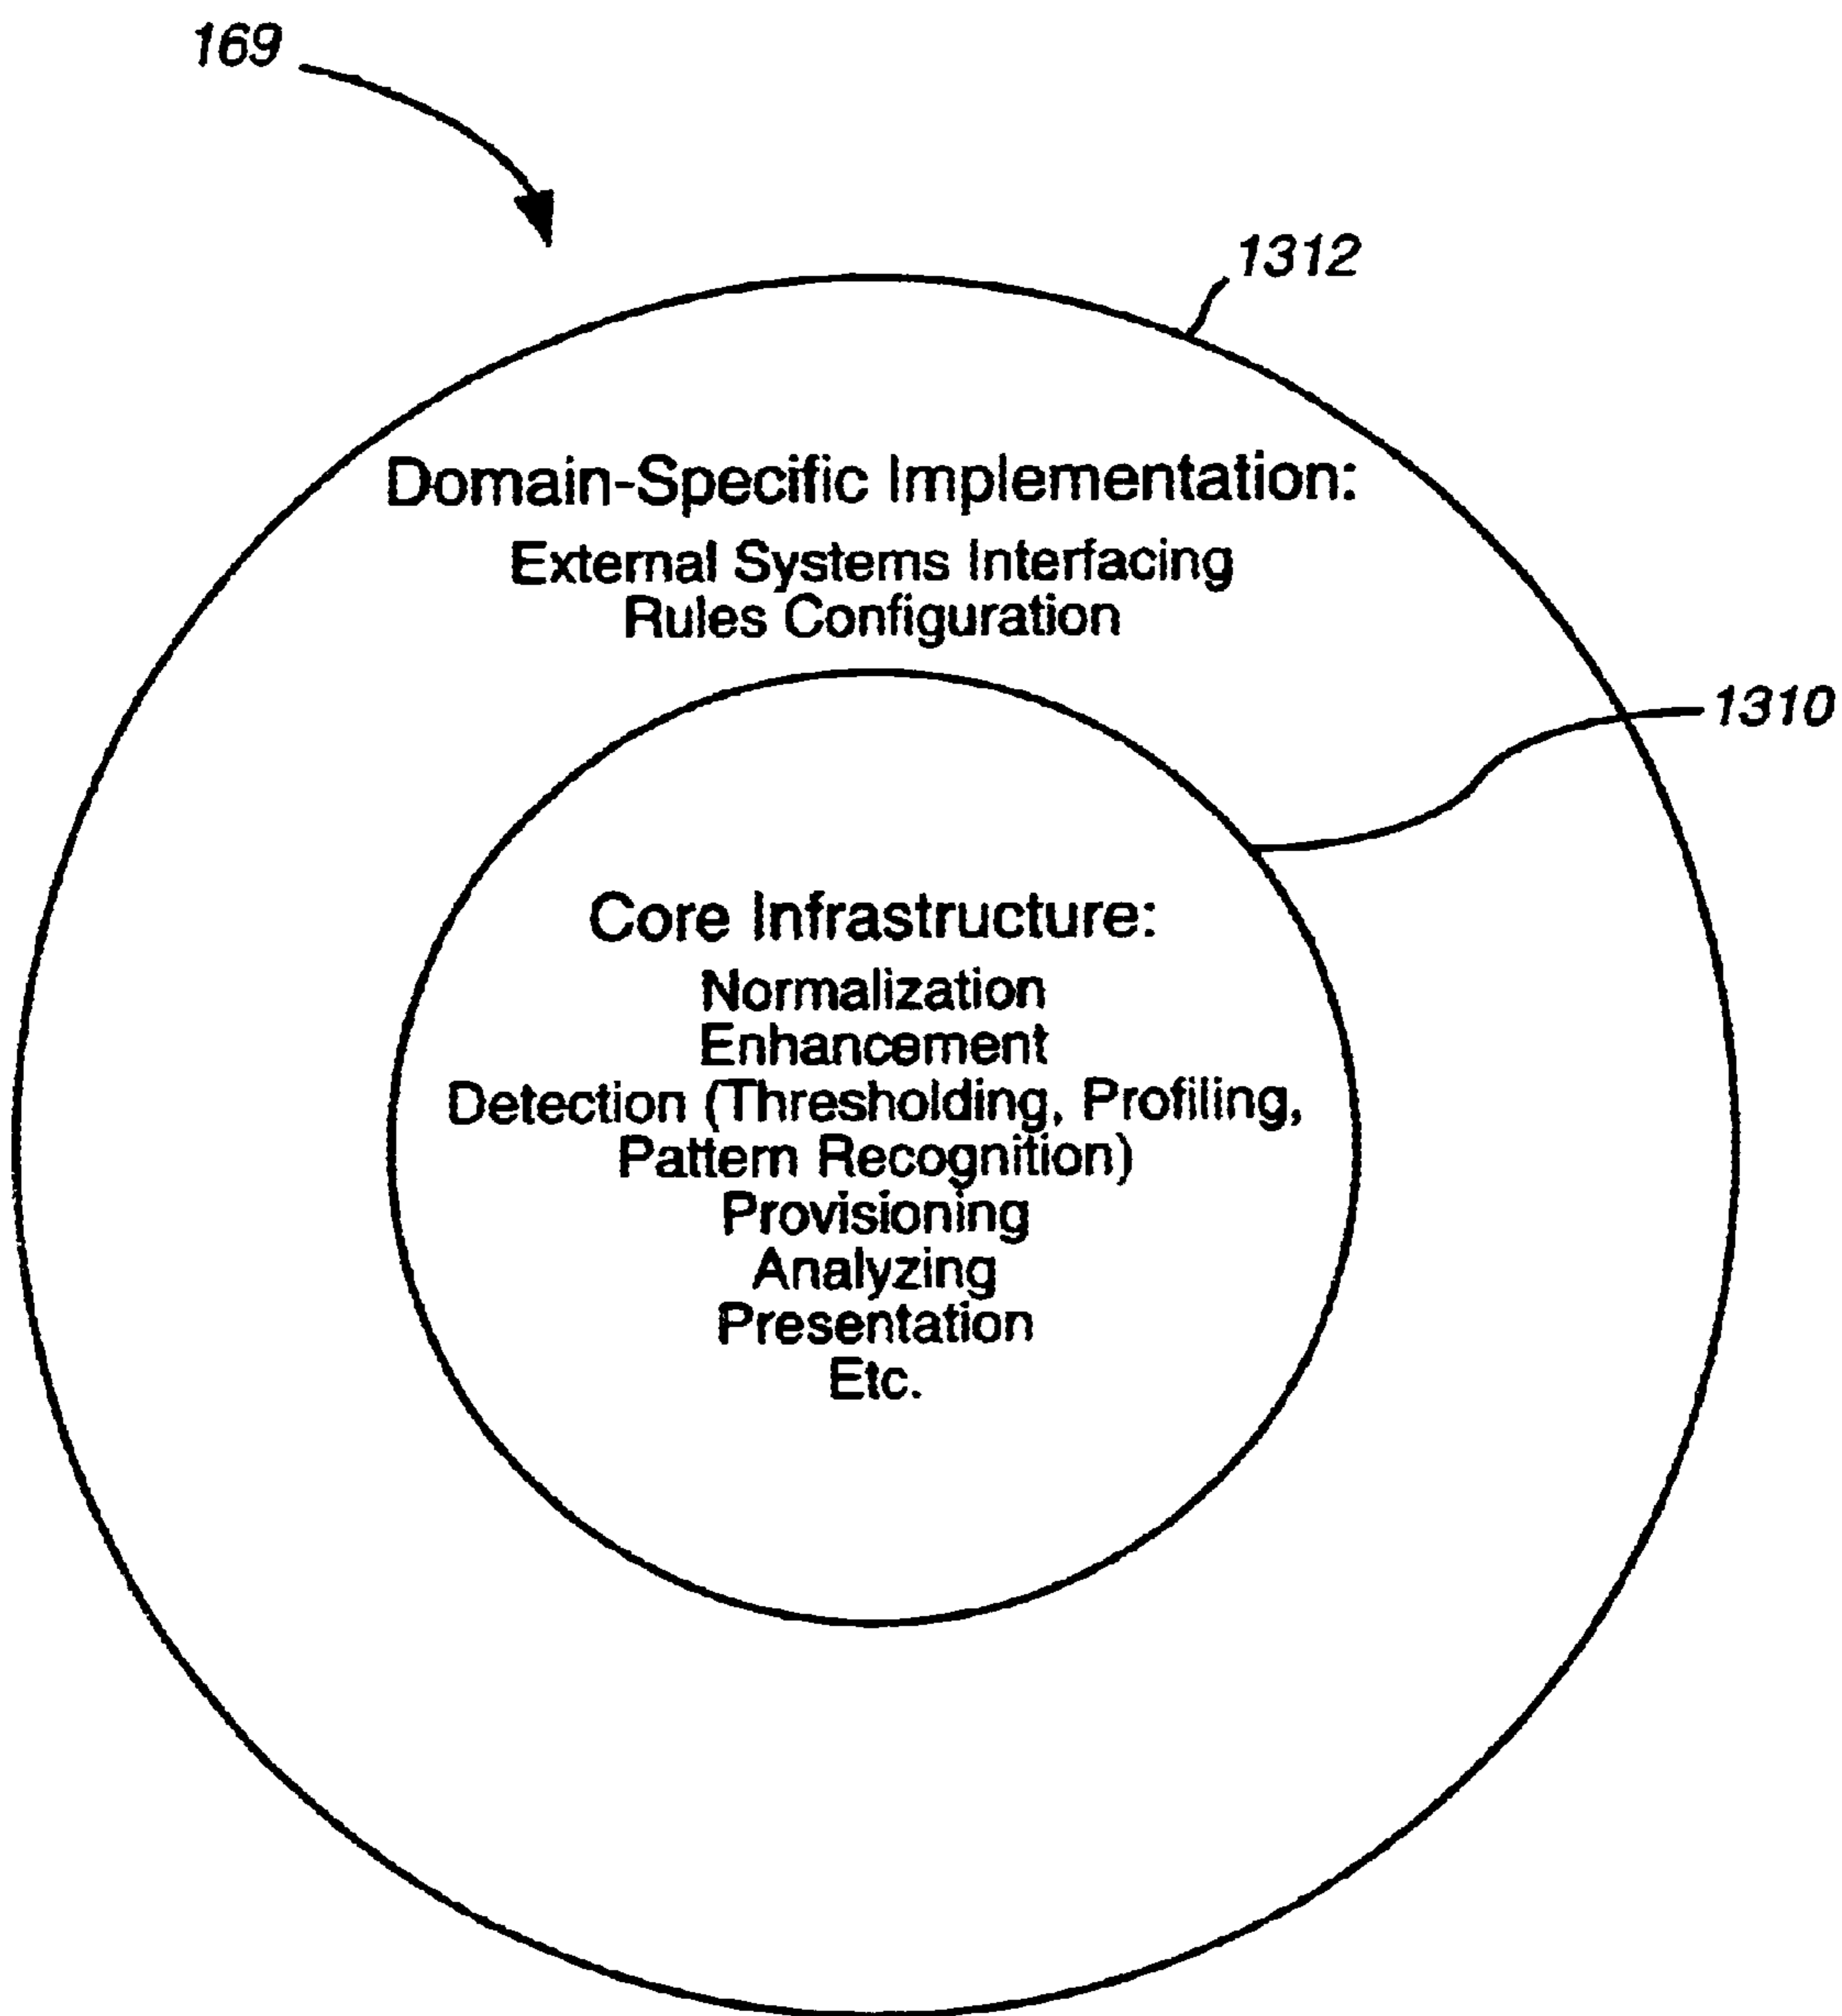 169
1312
Domain-Specific Implementation:
External Systems Interfacing
Rules Configuration
1310
Core Infrastructure:
Normalization
Enhancement
Detection (Thresholding, Profiling,
Pattern Recognition)
Provisioning
Analyzing
Presentation
Etc.